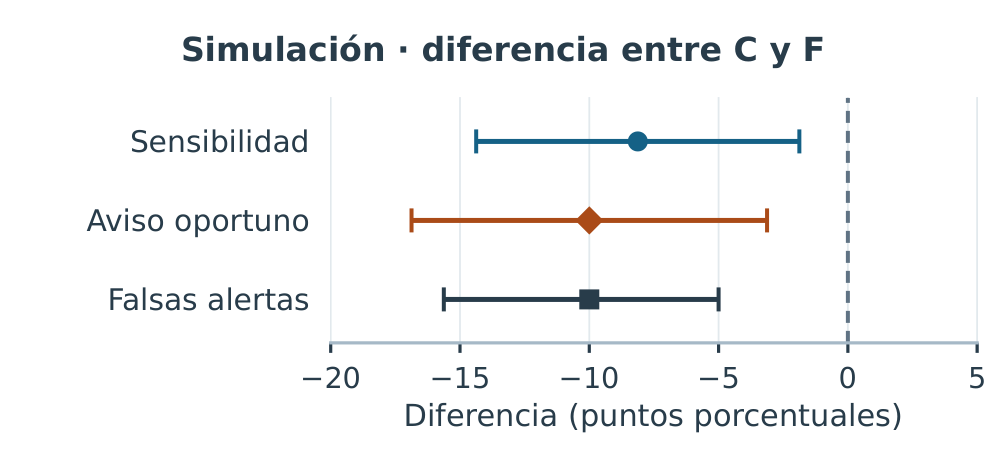 Simulación · diferencia entre C y F
Sensibilidad
Aviso oportuno
Falsas alertas
−20 −15 −10 −5 0 5
Diferencia (puntos porcentuales)